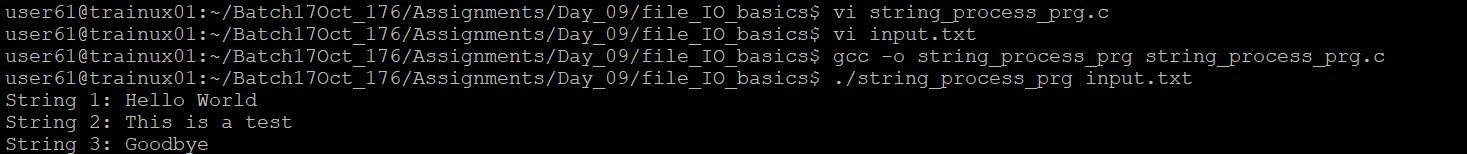 user61@trainux01:~/Batch17Oct_176/Assignments/Day_09/file_IO_basics$ vi string_process_prg.c
user61@trainux01:~/Batch17Oct_176/Assignments/Day_09/file_IO_basics$ vi input.txt
user61@trainux01:~/Batch17Oct_176/Assignments/Day_09/file_IO_basics$ gcc -o string_process_prg string_process_prg.c
user61@trainux01:~/Batch17Oct_176/Assignments/Day_09/file_IO_basics$ ./string_process_prg input.txt
String 1: Hello World
String 2: This is a test
String 3: Goodbye